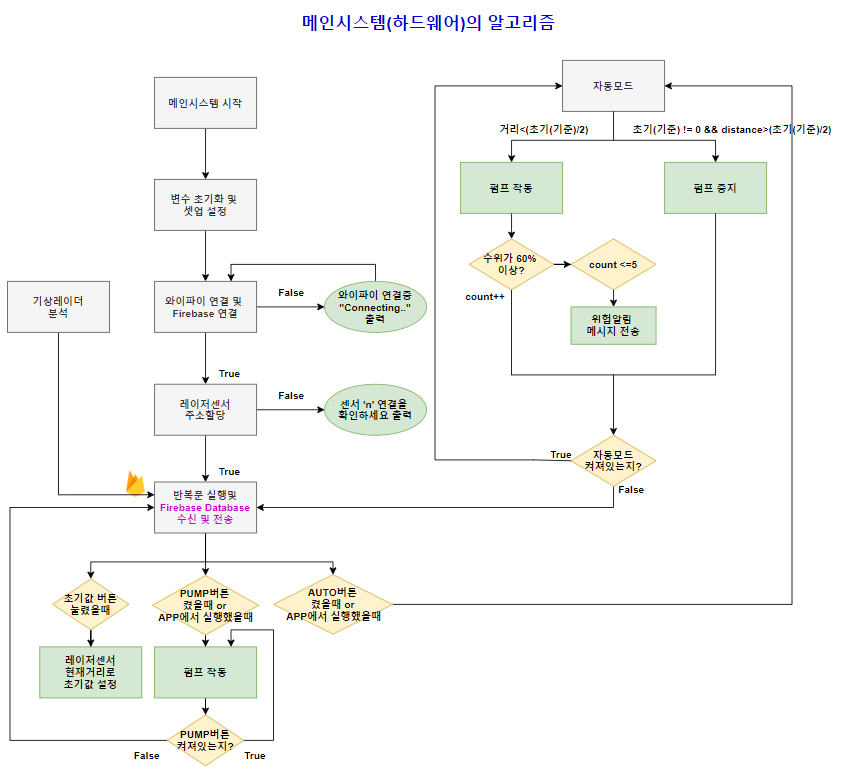 메인시스템(하드웨어)의 알고리즘
메인시스템 시작
변수 초기화 및
셋업 설정
기상레이더
분석
와이파이 연결 및
Firebase 연결
False
와이파이 연결중
"Connecting.."
출력
True
레이저센서
주소할당
False
센서 'n' 연결을
확인하세요 출력
True
반복문 실행및
Firebase Database
수신 및 전송
초기값 버튼
눌렸을때
PUMP버튼
켰을때 or
APP에서 실행했을때
AUTO버튼
켰을때 or
APP에서 실행했을때
레이저센서
현재거리로
초기값 설정
펌프 작동
PUMP버튼
켜져있는지?
False
True
자동모드
거리<(초기(기준)/2)
초기(기준) != 0 && distance>(초기(기준)/2)
펌프 작동
펌프 중지
수위가 60%
이상?
count <=5
count++
위험알림
메시지 전송
자동모드
켜져있는지?
True
False